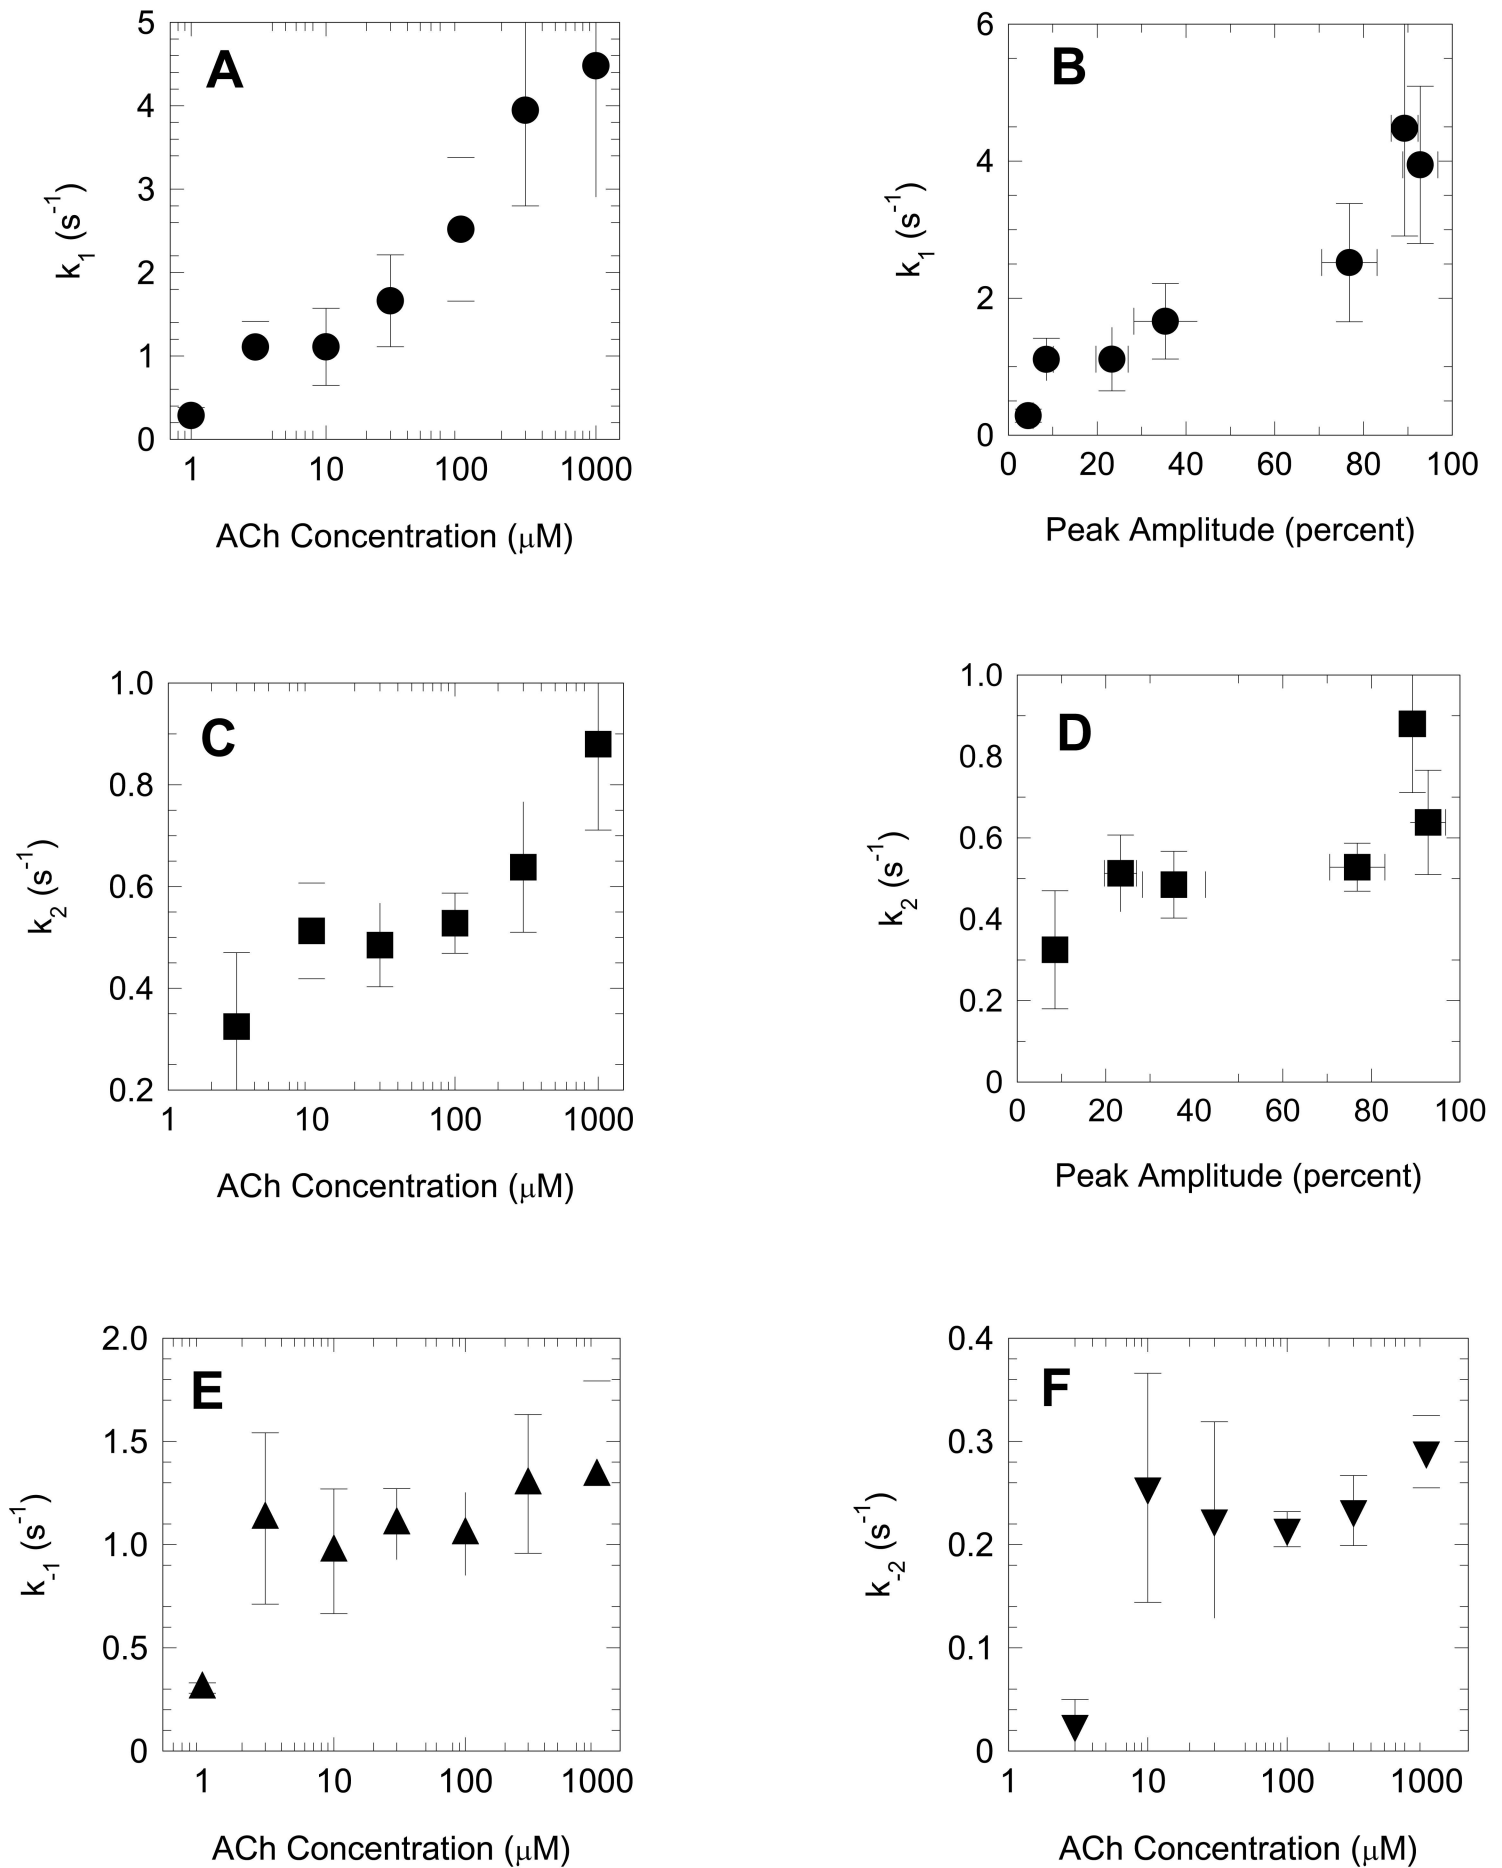 A
5
4
3
2
1
0
k1 (s-1)
1 10 100 1000
ACh Concentration (μM)
B
6
4
2
0
k1 (s-1)
0 20 40 60 80 100
Peak Amplitude (percent)
C
1.0
0.8
0.6
0.4
0.2
k2 (s-1)
1 10 100 1000
ACh Concentration (μM)
D
1.0
0.8
0.6
0.4
0.2
0
k2 (s-1)
0 20 40 60 80 100
Peak Amplitude (percent)
E
2.0
1.5
1.0
0.5
0
k-1 (s-1)
1 10 100 1000
ACh Concentration (μM)
F
0.4
0.3
0.2
0.1
0
k-2 (s-1)
1 10 100 1000
ACh Concentration (μM)